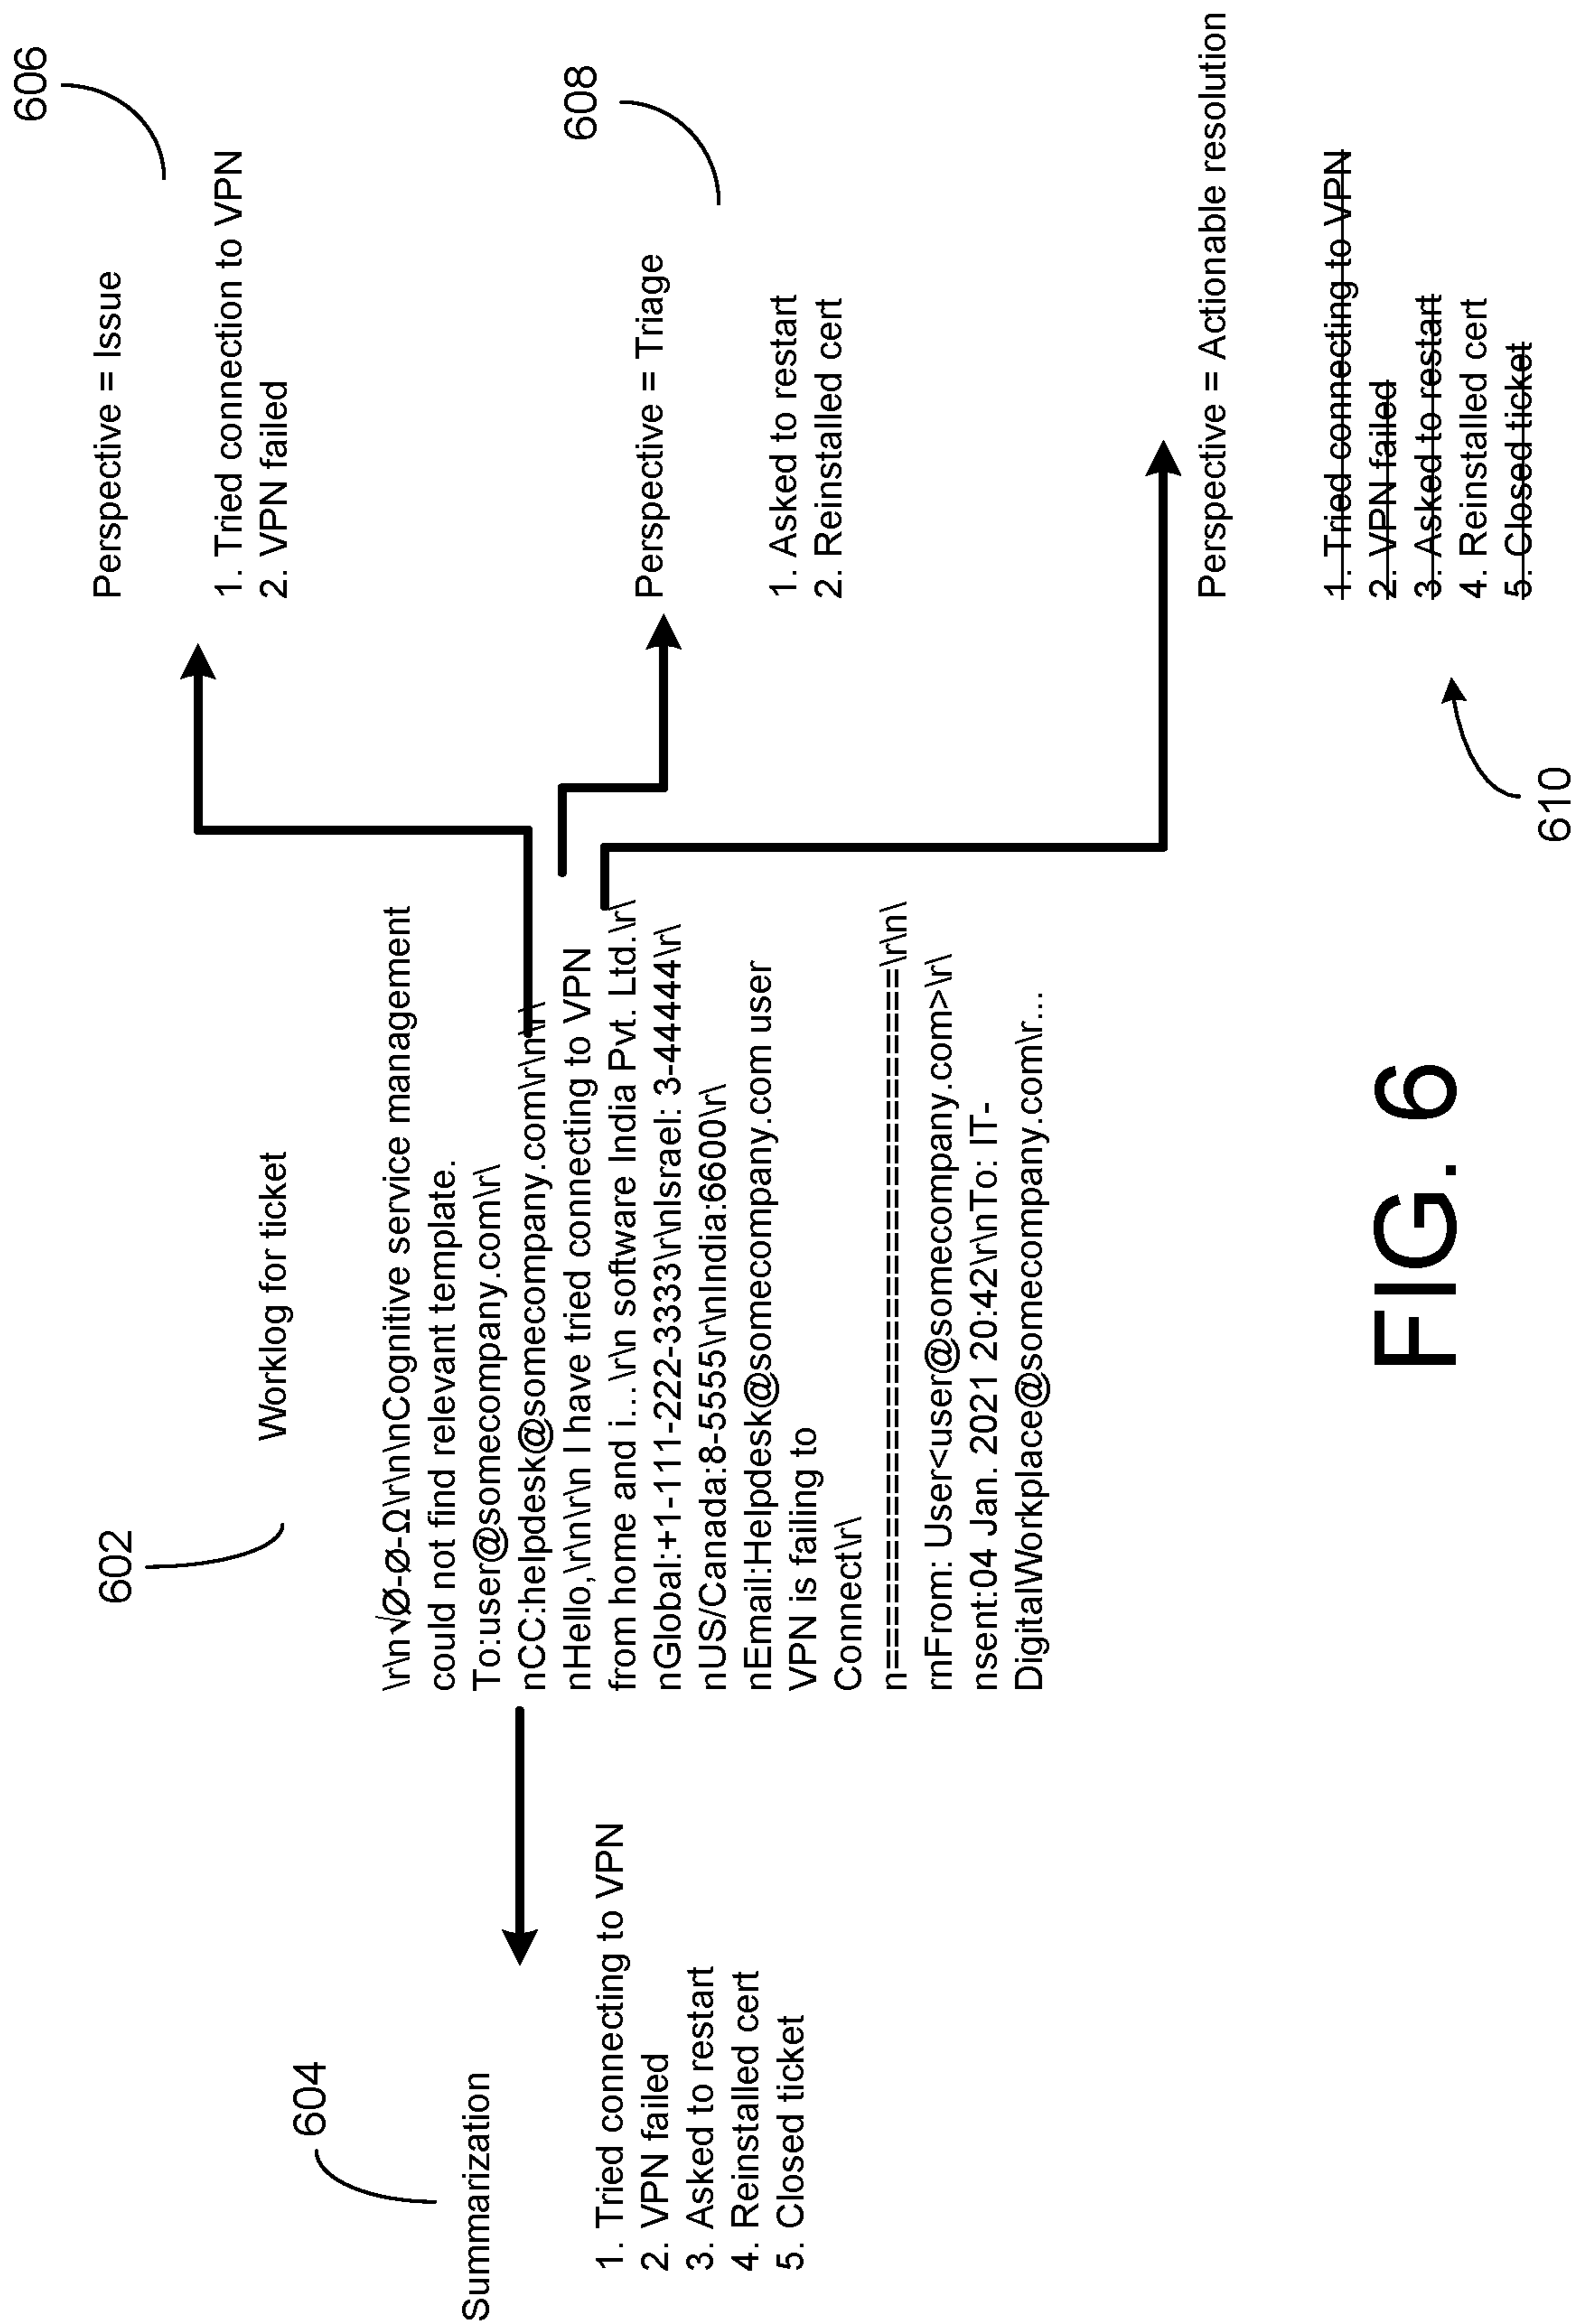 602
Worklog for ticket
\r\n√Ø-Ø-Ω\r\n\nCognitive service management
could not find relevant template.
To:user@somecompany.com\r\
nCC:helpdesk@somecompany.com\r\n\r\
nHello,\r\n\r\n I have tried connecting to VPN
from home and i...\r\n software India Pvt. Ltd.\r\
nGlobal:+1-111-222-3333\r\nIsrael: 3-44444\r\
nUS/Canada:8-5555\r\nIndia:6600\r\
nEmail:Helpdesk@somecompany.com user
VPN is failing to
Connect\r\
n==============================\r\n\
rnFrom: User<user@somecompany.com>\r\
nsent:04 Jan. 2021 20:42\r\nTo: IT-
DigitalWorkplace@somecompany.com\r...
604
Summarization
1. Tried connecting to VPN
2. VPN failed
3. Asked to restart
4. Reinstalled cert
5. Closed ticket
606
Perspective = Issue
1. Tried connection to VPN
2. VPN failed
608
Perspective = Triage
1. Asked to restart
2. Reinstalled cert
Perspective = Actionable resolution
1. Tried connecting to VPN
2. VPN failed
3. Asked to restart
4. Reinstalled cert
5. Closed ticket
610
FIG. 6